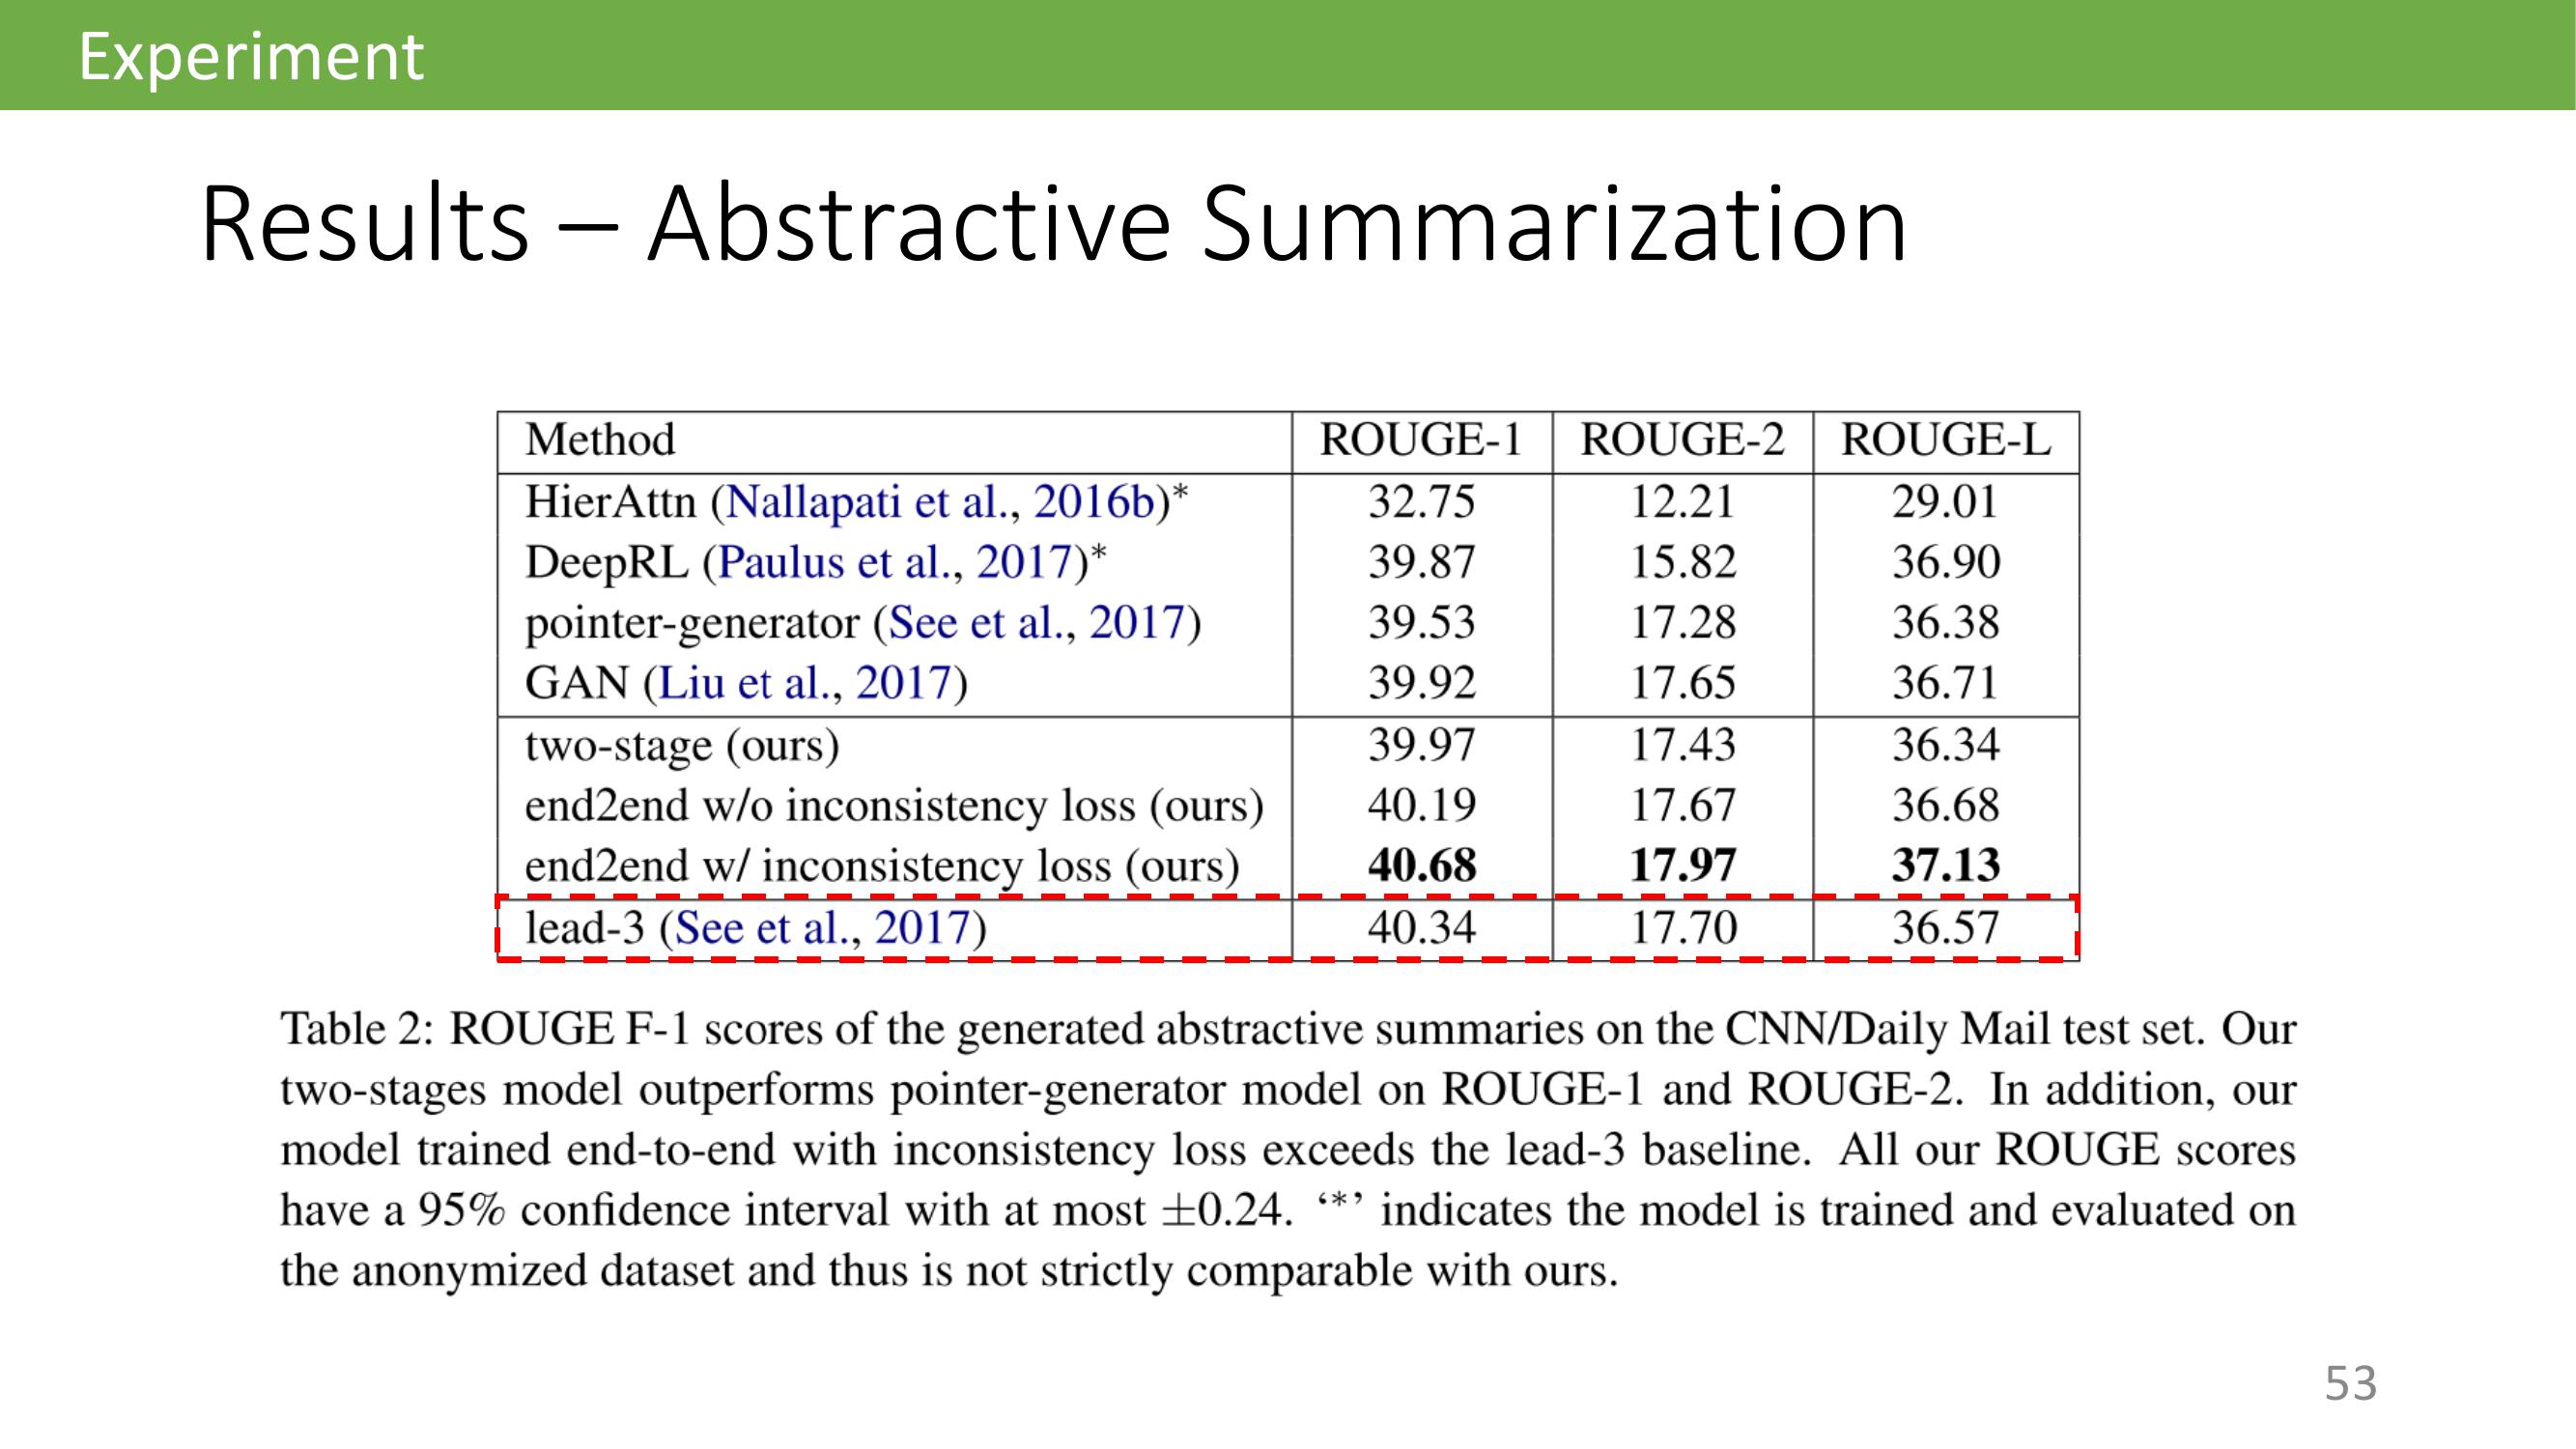 Experiment
Results – Abstractive Summarization
Method ROUGE-1 ROUGE-2 ROUGE-L
HierAttn (Nallapati et al., 2016b)* 32.75 12.21 29.01
DeepRL (Paulus et al., 2017)* 39.87 15.82 36.90
pointer-generator (See et al., 2017) 39.53 17.28 36.38
GAN (Liu et al., 2017) 39.92 17.65 36.71
two-stage (ours) 39.97 17.43 36.34
end2end w/o inconsistency loss (ours) 40.19 17.67 36.68
end2end w/ inconsistency loss (ours) 40.68 17.97 37.13
lead-3 (See et al., 2017) 40.34 17.70 36.57
Table 2: ROUGE F-1 scores of the generated abstractive summaries on the CNN/Daily Mail test set. Our
two-stages model outperforms pointer-generator model on ROUGE-1 and ROUGE-2. In addition, our
model trained end-to-end with inconsistency loss exceeds the lead-3 baseline. All our ROUGE scores
have a 95% confidence interval with at most ±0.24. ‘*’ indicates the model is trained and evaluated on
the anonymized dataset and thus is not strictly comparable with ours.
53